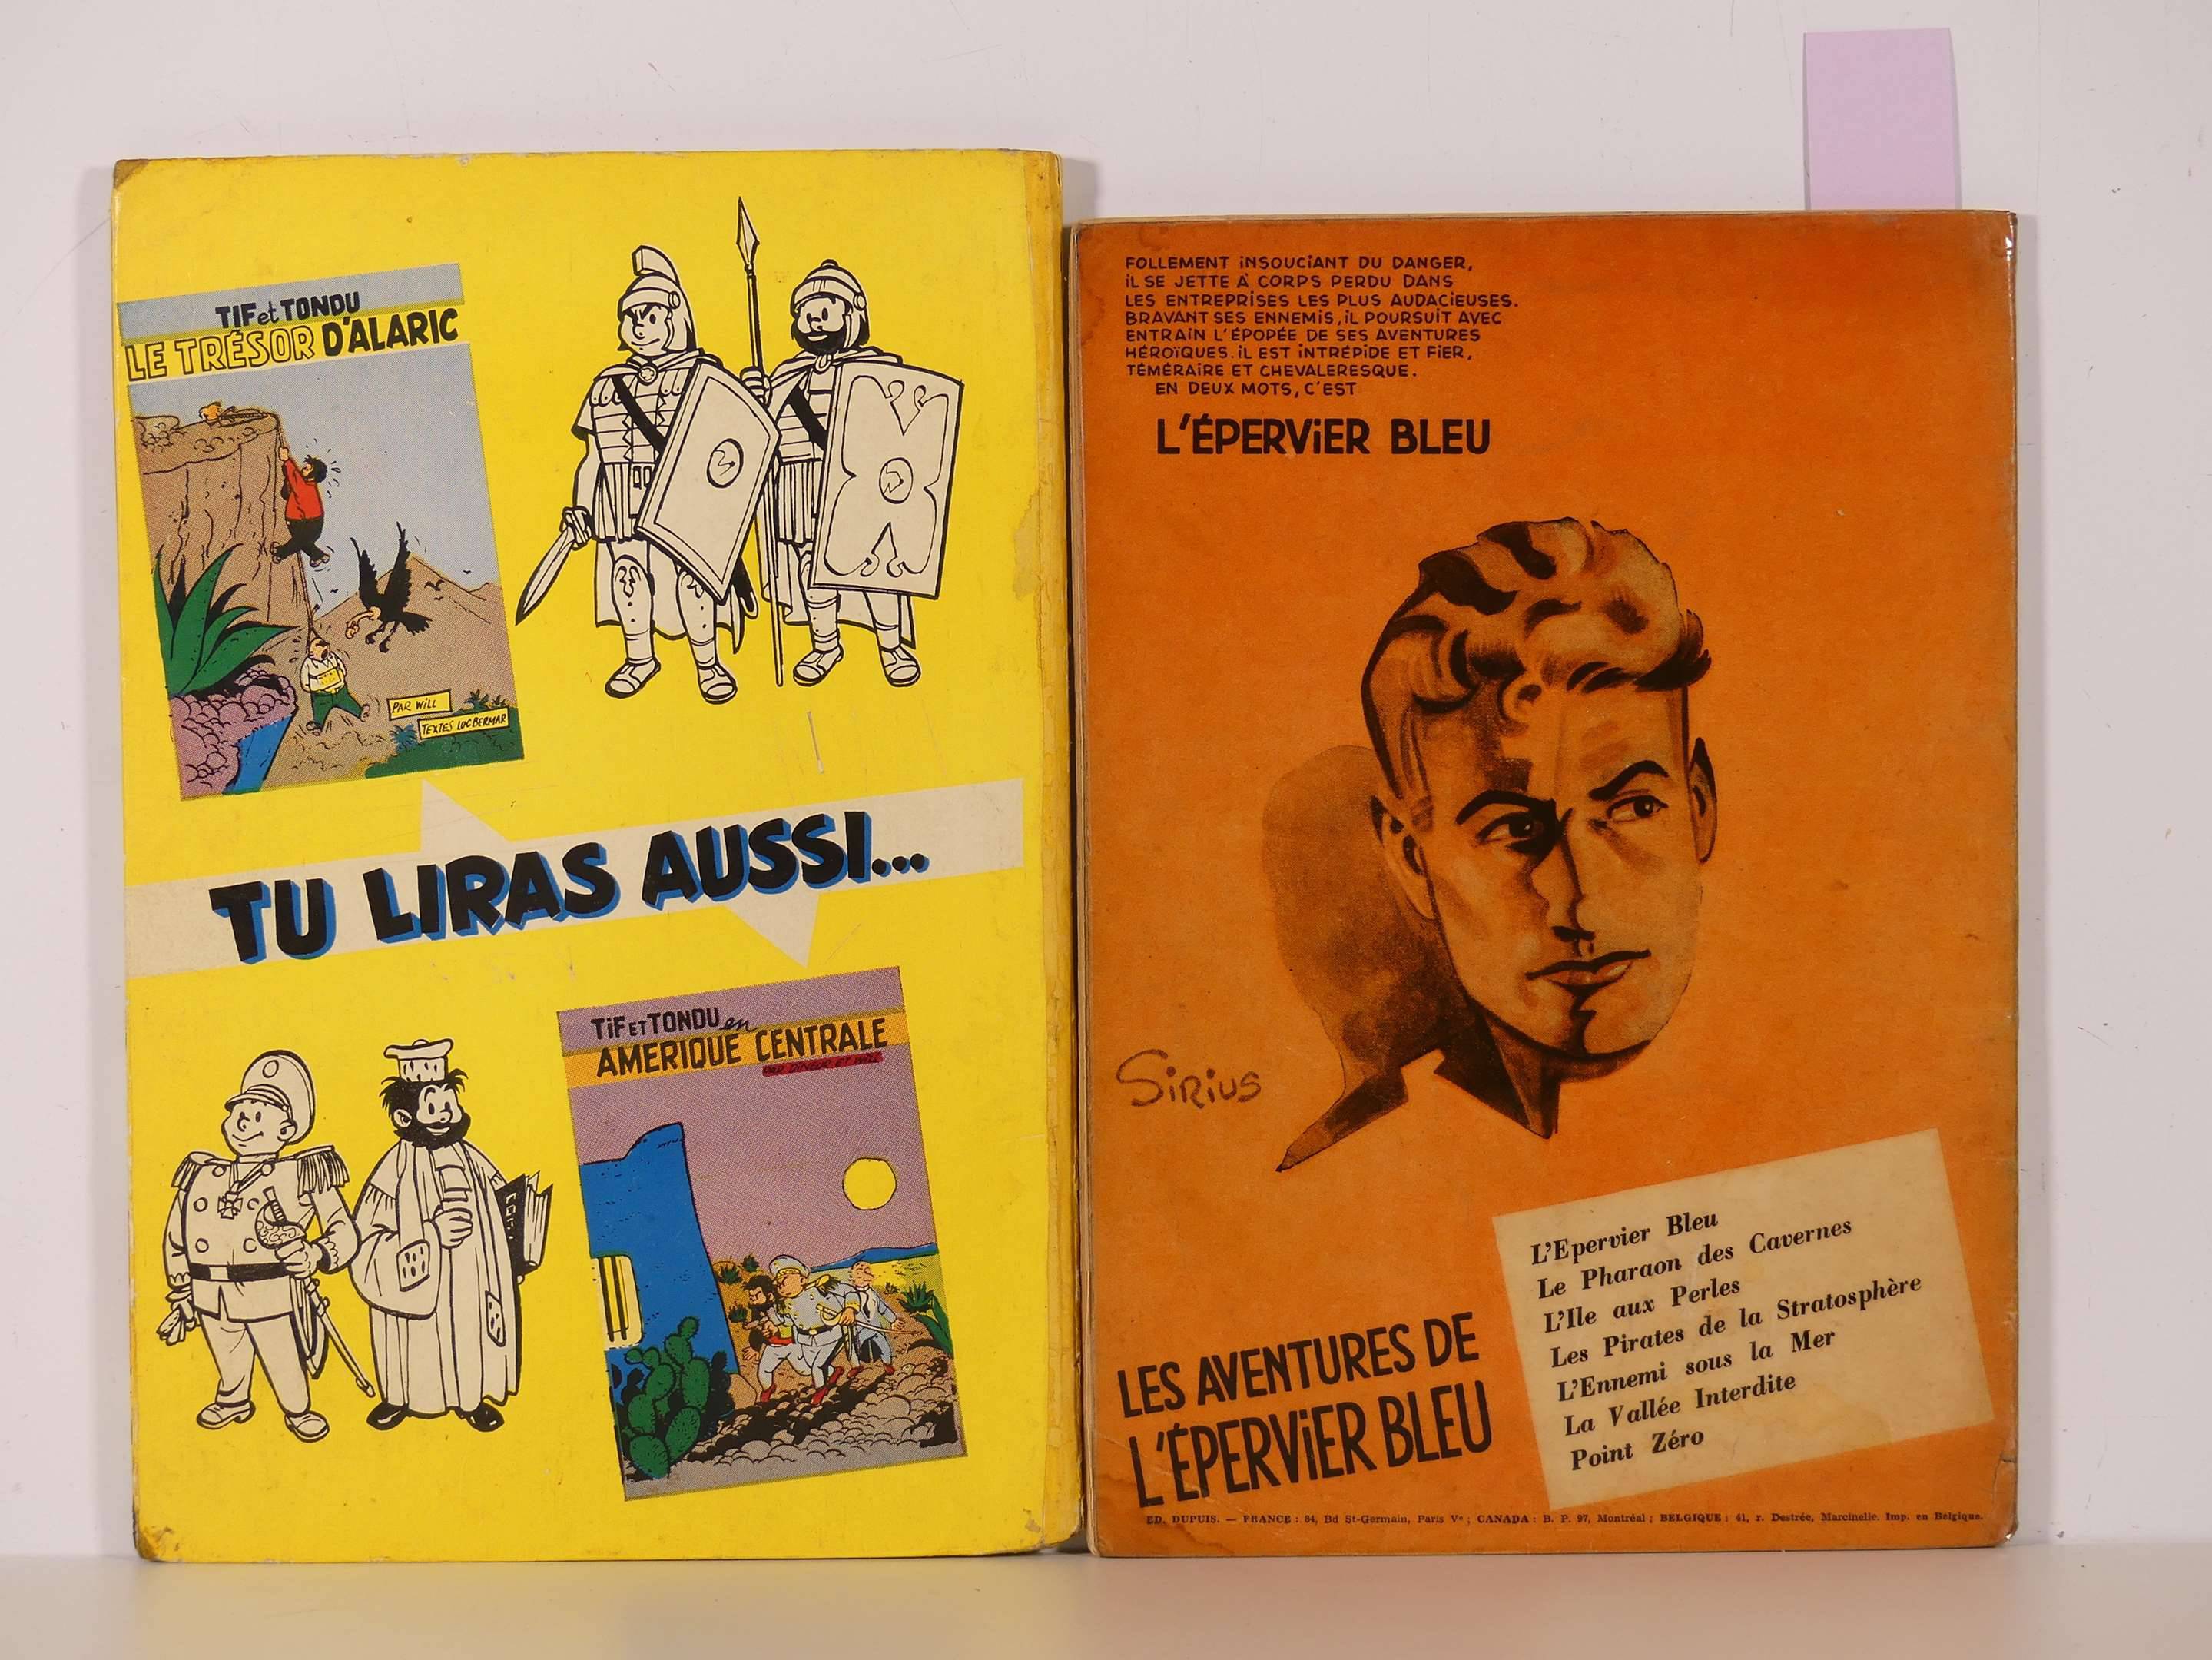 TIF et TONDU
LE TRÉSOR D'ALARIC
PAR WILL
TEXTES LUC BERMAR
TU LIRAS AUSSI...
TIF ET TONDU en
AMERIQUE CENTRALE
PAR DINEUR ET WILL
FOLLEMENT INSOUCIANT DU DANGER,
IL SE JETTE À CORPS PERDU DANS
LES ENTREPRISES LES PLUS AUDACIEUSES.
BRAVANT SES ENNEMIS, IL POURSUIT AVEC
ENTRAIN L'ÉPOPÉE DE SES AVENTURES
HÉROÏQUES. IL EST INTRÉPIDE ET FIER,
TÉMÉRAIRE ET CHEVALERESQUE.
EN DEUX MOTS, C'EST
L'ÉPERVIER BLEU
SIRIUS
L'Epervier Bleu
Le Pharaon des Cavernes
L'Ile aux Perles
Les Pirates de la Stratosphère
L'Ennemi sous la Mer
La Vallée Interdite
Point Zéro
LES AVENTURES DE
L'ÉPERVIER BLEU
ED. DUPUIS. — FRANCE : 84, Bd St-Germain, Paris Ve ; CANADA : B. P. 97, Montréal ; BELGIQUE : 41, r. Destrée, Marcinelle. Imp. en Belgique.